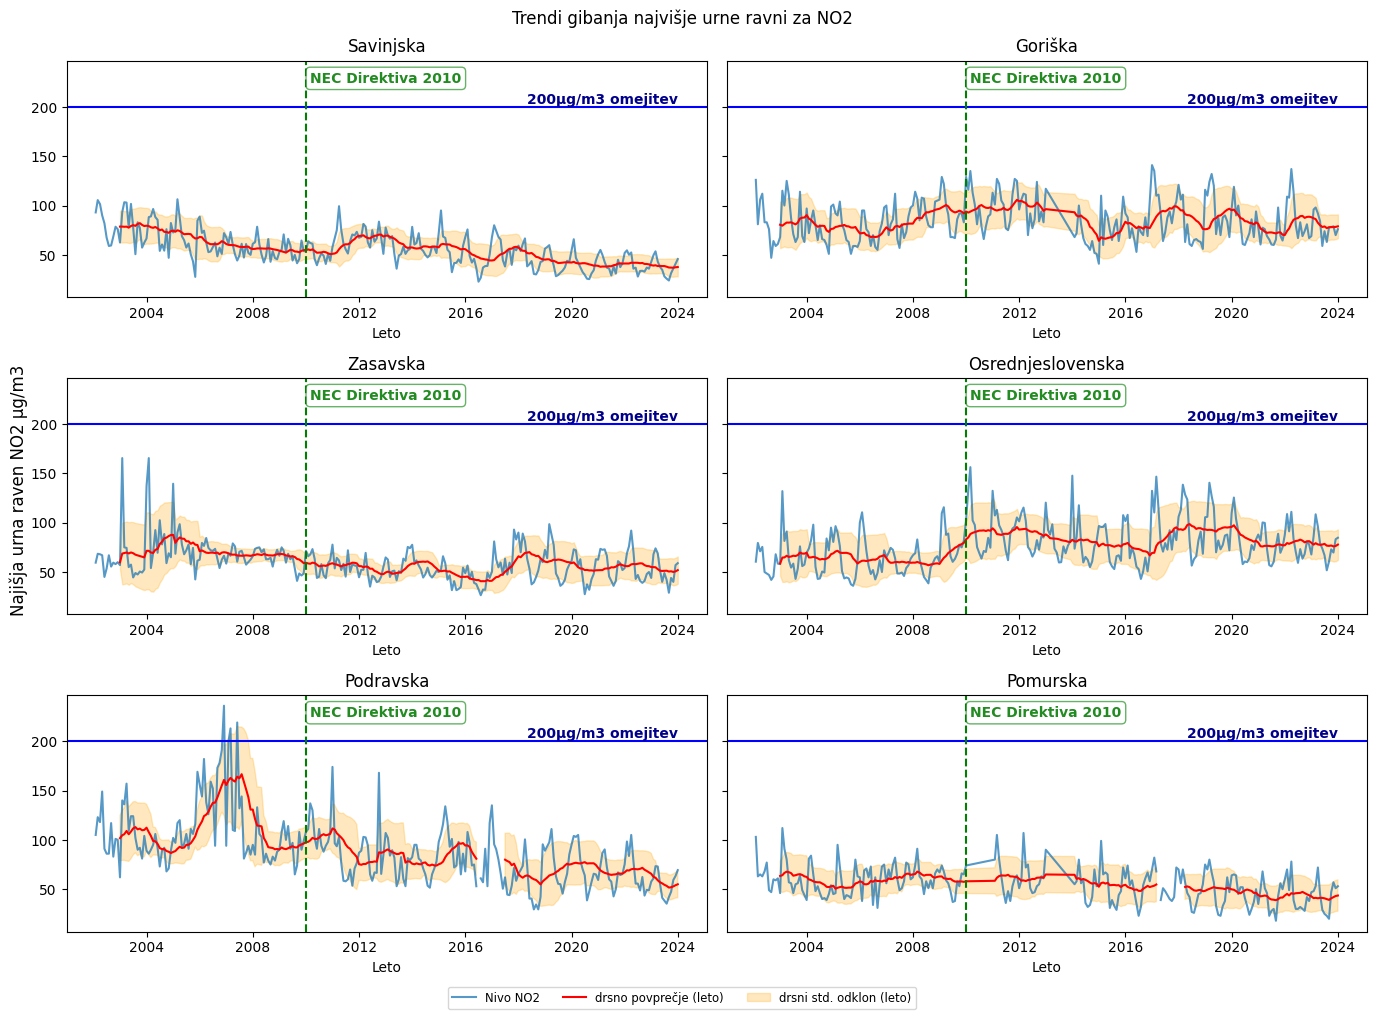 Trendi gibanja najvišje urne ravni za NO2
Savinjska
NEC Direktiva 2010
200µg/m3 omejitev
200
150
100
50
2004 2008 2012 2016 2020 2024
Leto
Goriška
NEC Direktiva 2010
200µg/m3 omejitev
2004 2008 2012 2016 2020 2024
Leto
Najišja urna raven NO2 µg/m3
Zasavska
NEC Direktiva 2010
200µg/m3 omejitev
200
150
100
50
2004 2008 2012 2016 2020 2024
Leto
Osrednjeslovenska
NEC Direktiva 2010
200µg/m3 omejitev
2004 2008 2012 2016 2020 2024
Leto
Podravska
NEC Direktiva 2010
200µg/m3 omejitev
200
150
100
50
2004 2008 2012 2016 2020 2024
Leto
Pomurska
NEC Direktiva 2010
200µg/m3 omejitev
2004 2008 2012 2016 2020 2024
Leto
Nivo NO2 drsno povprečje (leto) drsni std. odklon (leto)